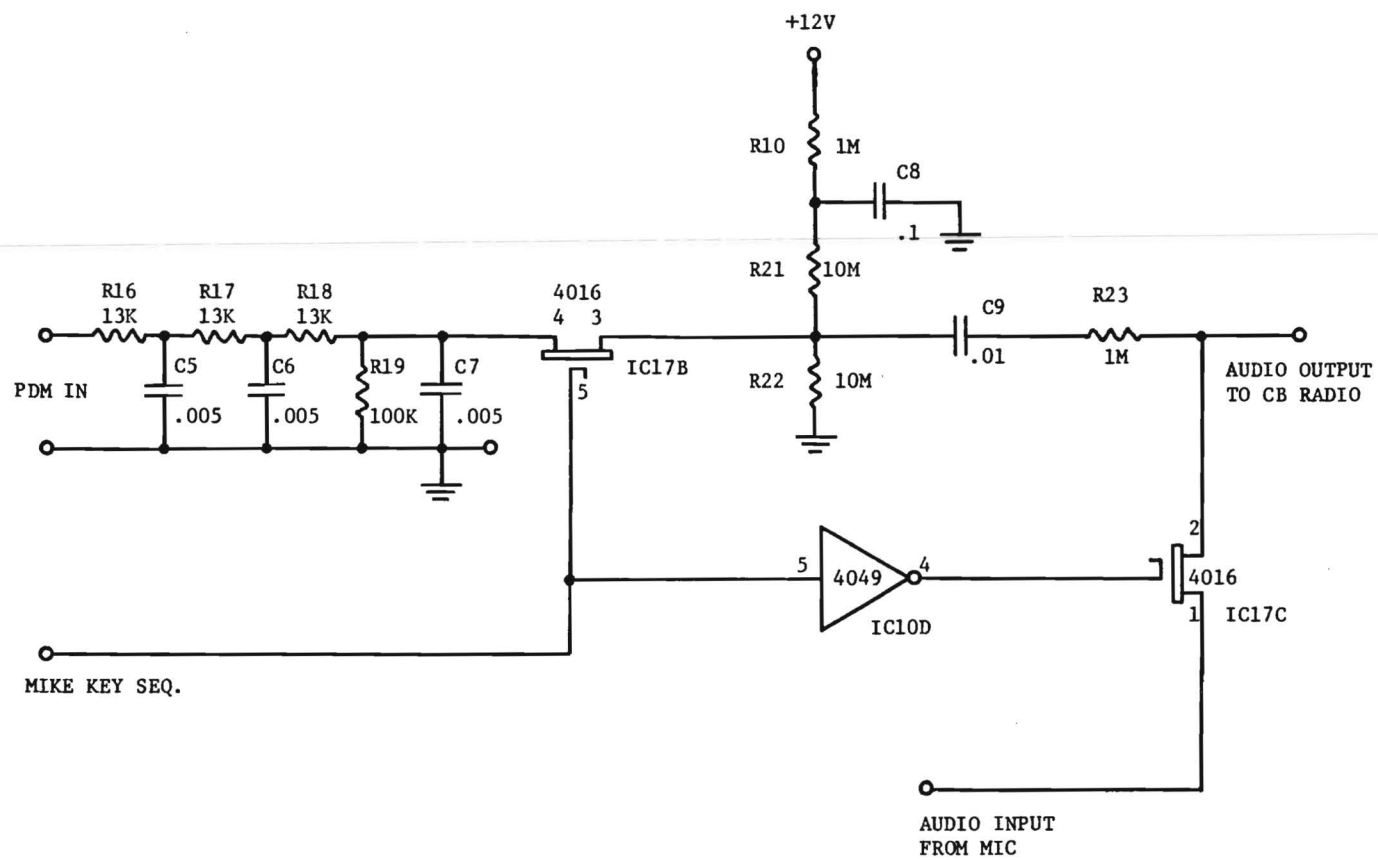 +12V
R10 1M
C8
.1
R21 10M
R16 R17 R18
13K 13K 13K
4016
4 3
C9 R23
.01 1M
IC17B
5
C5 C6 R19 C7
.005 .005 100K .005
PDM IN
R22 10M
AUDIO OUTPUT
TO CB RADIO
2
5 4049 4
4016
1 IC17C
IC10D
MIKE KEY SEQ.
AUDIO INPUT
FROM MIC